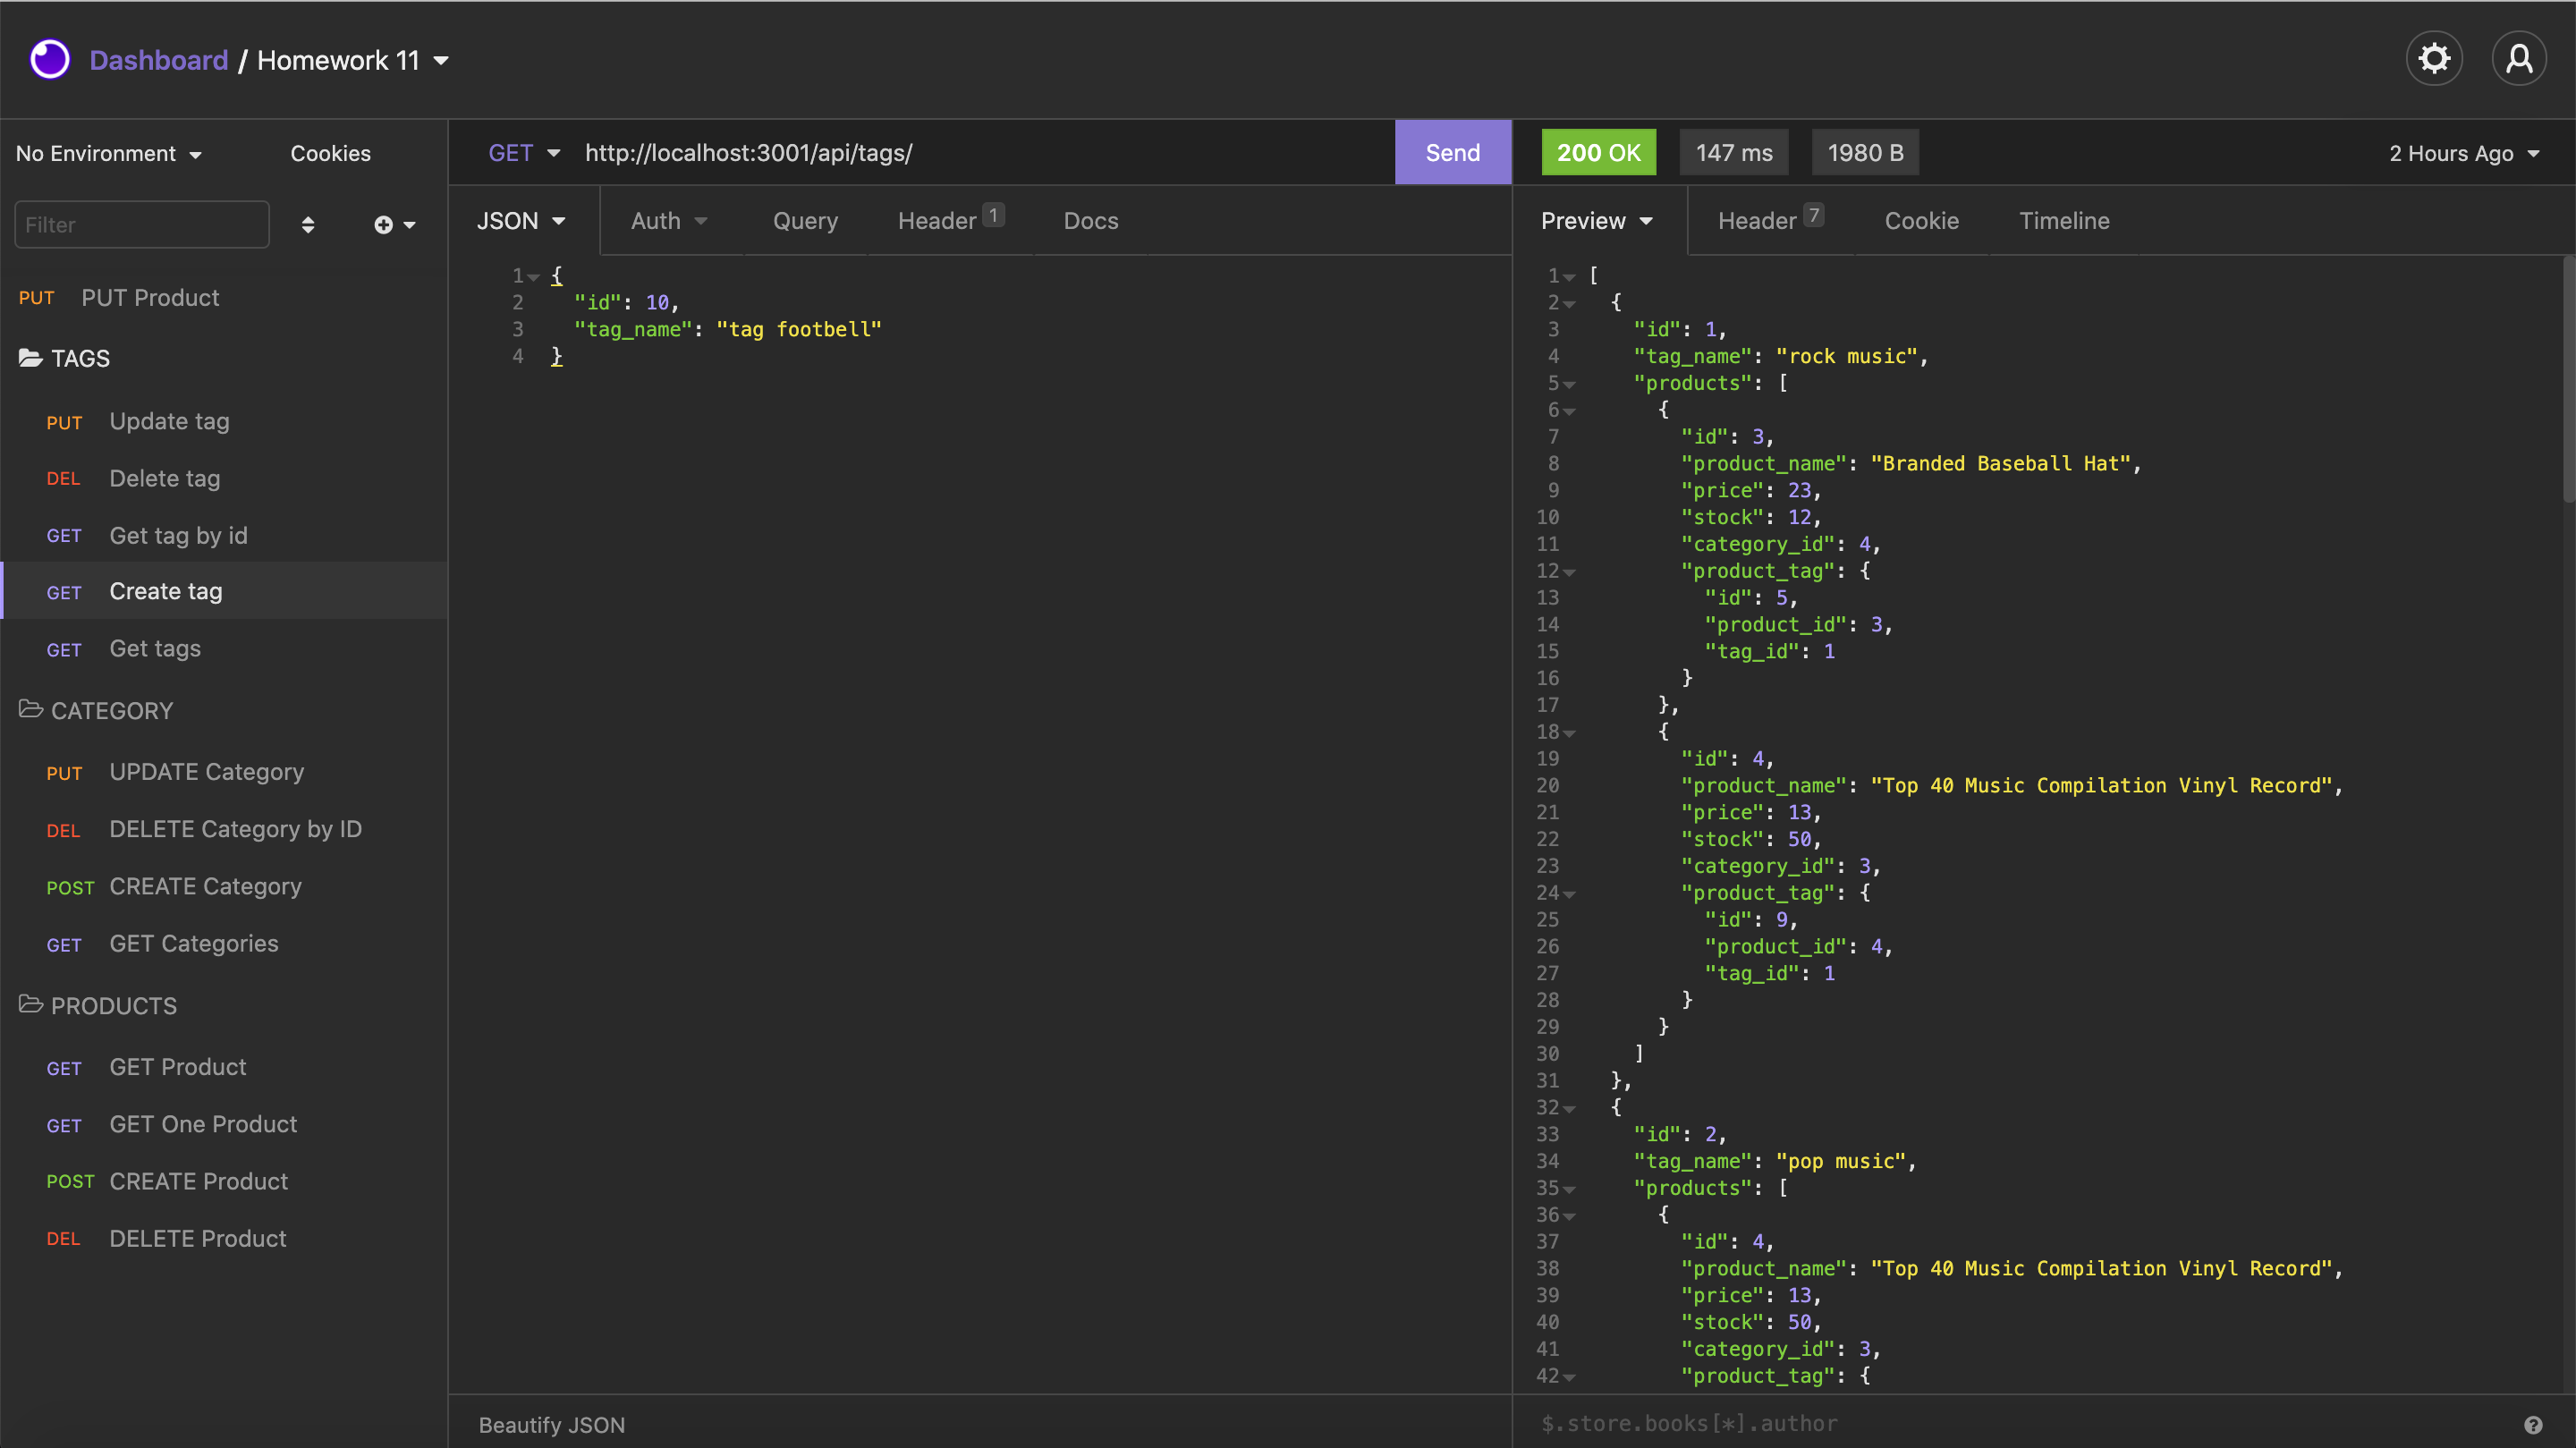 Dashboard / Homework 11
No Environment
Cookies
Filter
PUT PUT Product
TAGS
PUT Update tag
DEL Delete tag
GET Get tag by id
GET Create tag
GET Get tags
CATEGORY
PUT UPDATE Category
DEL DELETE Category by ID
POST CREATE Category
GET GET Categories
PRODUCTS
GET GET Product
GET GET One Product
POST CREATE Product
DEL DELETE Product
GET http://localhost:3001/api/tags/ Send
JSON Auth Query Header 1 Docs
1 {
2 "id": 10,
3 "tag_name": "tag footbell"
4 }
Beautify JSON
200 OK 147 ms 1980 B 2 Hours Ago
Preview Header 7 Cookie Timeline
1 [
2 {
3 "id": 1,
4 "tag_name": "rock music",
5 "products": [
6 {
7 "id": 3,
8 "product_name": "Branded Baseball Hat",
9 "price": 23,
10 "stock": 12,
11 "category_id": 4,
12 "product_tag": {
13 "id": 5,
14 "product_id": 3,
15 "tag_id": 1
16 }
17 },
18 {
19 "id": 4,
20 "product_name": "Top 40 Music Compilation Vinyl Record",
21 "price": 13,
22 "stock": 50,
23 "category_id": 3,
24 "product_tag": {
25 "id": 9,
26 "product_id": 4,
27 "tag_id": 1
28 }
29 }
30 ]
31 },
32 {
33 "id": 2,
34 "tag_name": "pop music",
35 "products": [
36 {
37 "id": 4,
38 "product_name": "Top 40 Music Compilation Vinyl Record",
39 "price": 13,
40 "stock": 50,
41 "category_id": 3,
42 "product_tag": {
$.store.books[*].author